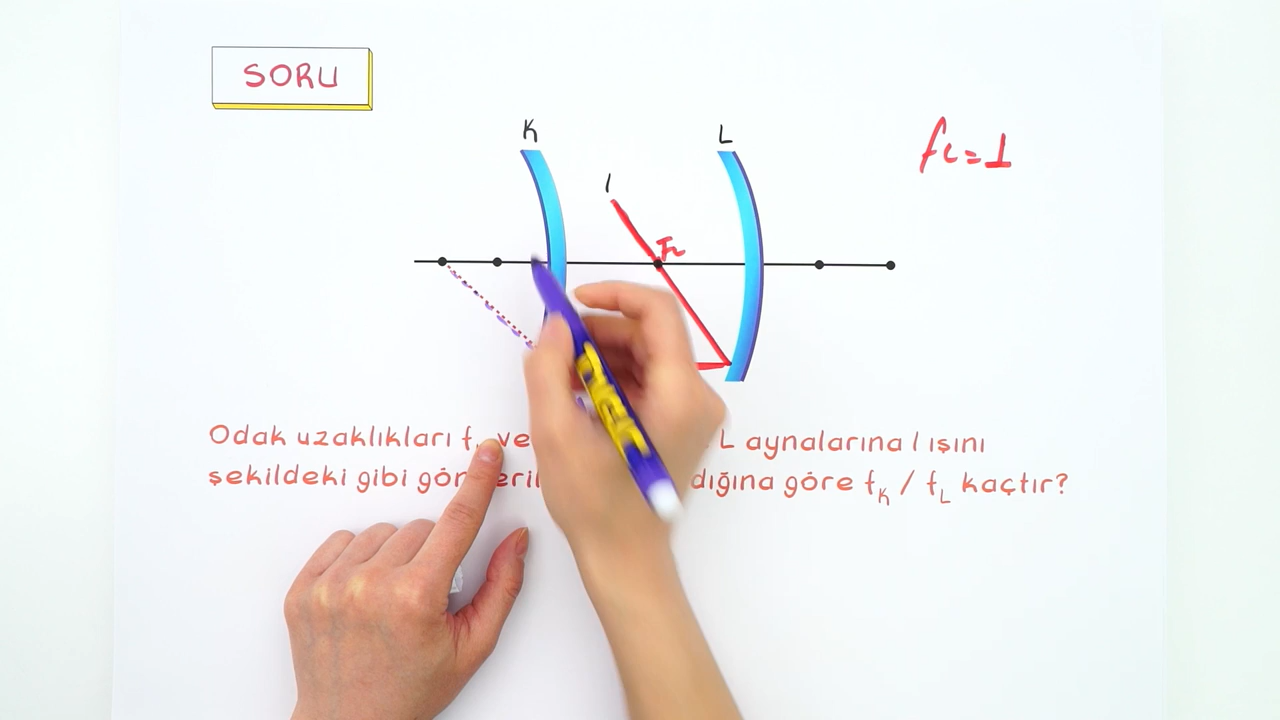 SORU
K
L
fL=1
I
FL
Odak uzaklıkları f ve L aynalarına I ışını
şekildeki gibi gön eril dığına göre fK / fL kaçtır?